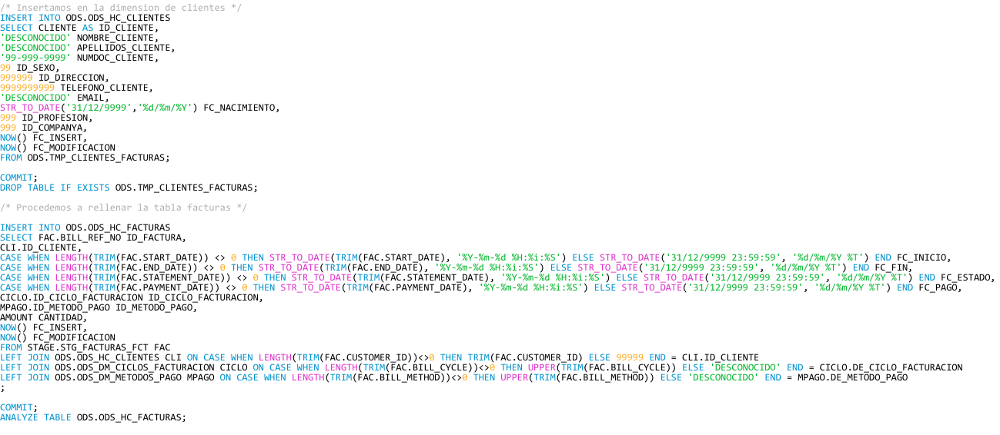 /* Insertamos en la dimension de clientes */
INSERT INTO ODS.ODS_HC_CLIENTES
SELECT CLIENTE AS ID_CLIENTE,
'DESCONOCIDO' NOMBRE_CLIENTE,
'DESCONOCIDO' APELLIDOS_CLIENTE,
'99-999-9999' NUMDOC_CLIENTE,
99 ID_SEXO,
999999 ID_DIRECCION,
9999999999 TELEFONO_CLIENTE,
'DESCONOCIDO' EMAIL,
STR_TO_DATE('31/12/9999','%d/%m/%Y') FC_NACIMIENTO,
999 ID_PROFESION,
999 ID_COMPANYA,
NOW() FC_INSERT,
NOW() FC_MODIFICACION
FROM ODS.TMP_CLIENTES_FACTURAS;
COMMIT;
DROP TABLE IF EXISTS ODS.TMP_CLIENTES_FACTURAS;
/* Procedemos a rellenar la tabla facturas */
INSERT INTO ODS.ODS_HC_FACTURAS
SELECT FAC.BILL_REF_NO ID_FACTURA,
CLI.ID_CLIENTE,
CASE WHEN LENGTH(TRIM(FAC.START_DATE)) <> 0 THEN STR_TO_DATE(TRIM(FAC.START_DATE), '%Y-%m-%d %H:%i:%S') ELSE STR_TO_DATE('31/12/9999 23:59:59', '%d/%m/%Y %T') END FC_INICIO,
CASE WHEN LENGTH(TRIM(FAC.END_DATE)) <> 0 THEN STR_TO_DATE(TRIM(FAC.END_DATE), '%Y-%m-%d %H:%i:%S') ELSE STR_TO_DATE('31/12/9999 23:59:59', '%d/%m/%Y %T') END FC_FIN,
CASE WHEN LENGTH(TRIM(FAC.STATEMENT_DATE)) <> 0 THEN STR_TO_DATE(TRIM(FAC.STATEMENT_DATE), '%Y-%m-%d %H:%i:%S') ELSE STR_TO_DATE('31/12/9999 23:59:59', '%d/%m/%Y %T') END FC_ESTADO,
CASE WHEN LENGTH(TRIM(FAC.PAYMENT_DATE)) <> 0 THEN STR_TO_DATE(TRIM(FAC.PAYMENT_DATE), '%Y-%m-%d %H:%i:%S') ELSE STR_TO_DATE('31/12/9999 23:59:59', '%d/%m/%Y %T') END FC_PAGO,
CICLO.ID_CICLO_FACTURACION ID_CICLO_FACTURACION,
MPAGO.ID_METODO_PAGO ID_METODO_PAGO,
AMOUNT CANTIDAD,
NOW() FC_INSERT,
NOW() FC_MODIFICACION
FROM STAGE.STG_FACTURAS_FCT FAC
LEFT JOIN ODS.ODS_HC_CLIENTES CLI ON CASE WHEN LENGTH(TRIM(FAC.CUSTOMER_ID))<>0 THEN TRIM(FAC.CUSTOMER_ID) ELSE 99999 END = CLI.ID_CLIENTE
LEFT JOIN ODS.ODS_DM_CICLOS_FACTURACION CICLO ON CASE WHEN LENGTH(TRIM(FAC.BILL_CYCLE))<>0 THEN UPPER(TRIM(FAC.BILL_CYCLE)) ELSE 'DESCONOCIDO' END = CICLO.DE_CICLO_FACTURACION
LEFT JOIN ODS.ODS_DM_METODOS_PAGO MPAGO ON CASE WHEN LENGTH(TRIM(FAC.BILL_METHOD))<>0 THEN UPPER(TRIM(FAC.BILL_METHOD)) ELSE 'DESCONOCIDO' END = MPAGO.DE_METODO_PAGO
;
COMMIT;
ANALYZE TABLE ODS.ODS_HC_FACTURAS;